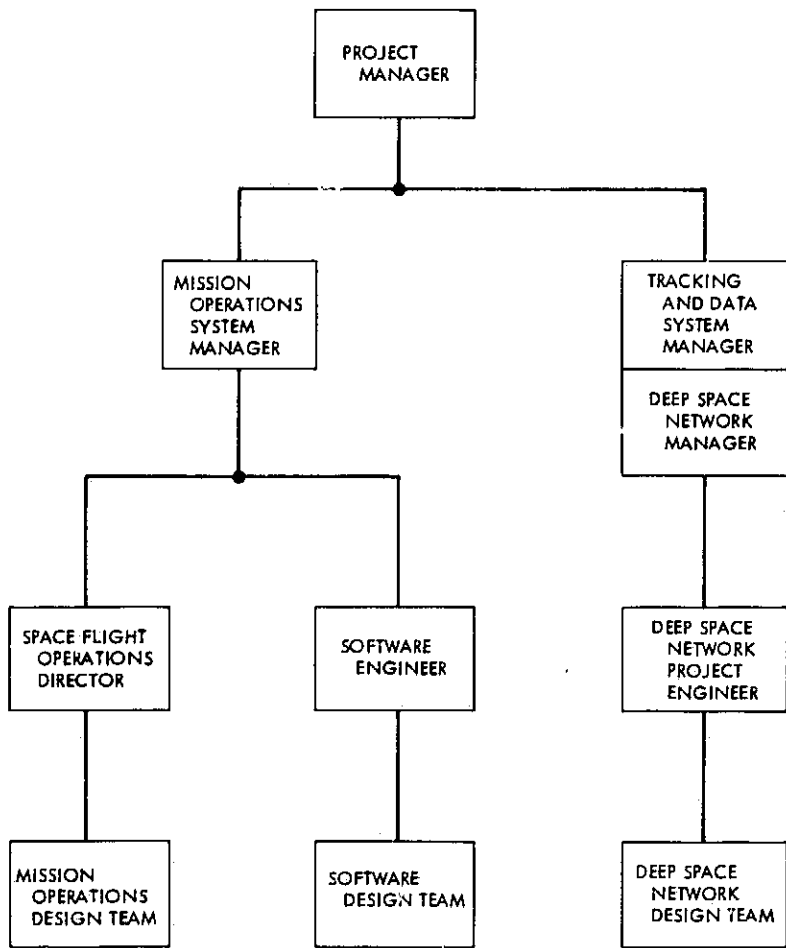 PROJECT
MANAGER
MISSION
OPERATIONS
SYSTEM
MANAGER
TRACKING
AND DATA
SYSTEM
MANAGER
DEEP SPACE
NETWORK
MANAGER
SPACE FLIGHT
OPERATIONS
DIRECTOR
SOFTWARE
ENGINEER
DEEP SPACE
NETWORK
PROJECT
ENGINEER
MISSION
OPERATIONS
DESIGN TEAM
SOFTWARE
DESIGN TEAM
DEEP SPACE
NETWORK
DESIGN TEAM